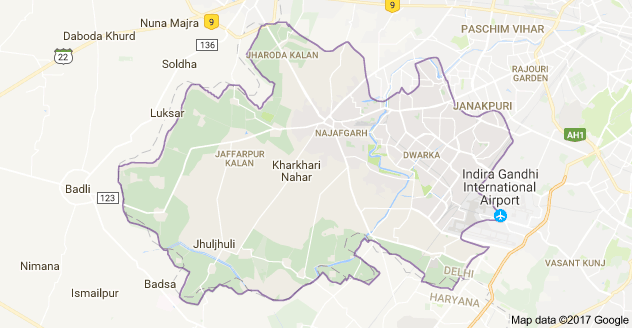 9
9
Nuna Majra
Daboda Khurd
136
PASCHIM VIHAR
22
Soldha
JHARODA KALAN
RAJOURI
GARDEN
Luksar
JANAKPURI
NAJAFGARH
AH1
JAFFARPUR
KALAN
DWARKA
Kharkhari
Nahar
Indira Gandhi
International
Airport
Badli
123
Jhuljhuli
Nimana
VASANT KUNJ
DELHI
Badsa
Ismailpur
HARYANA
Map data ©2017 Google